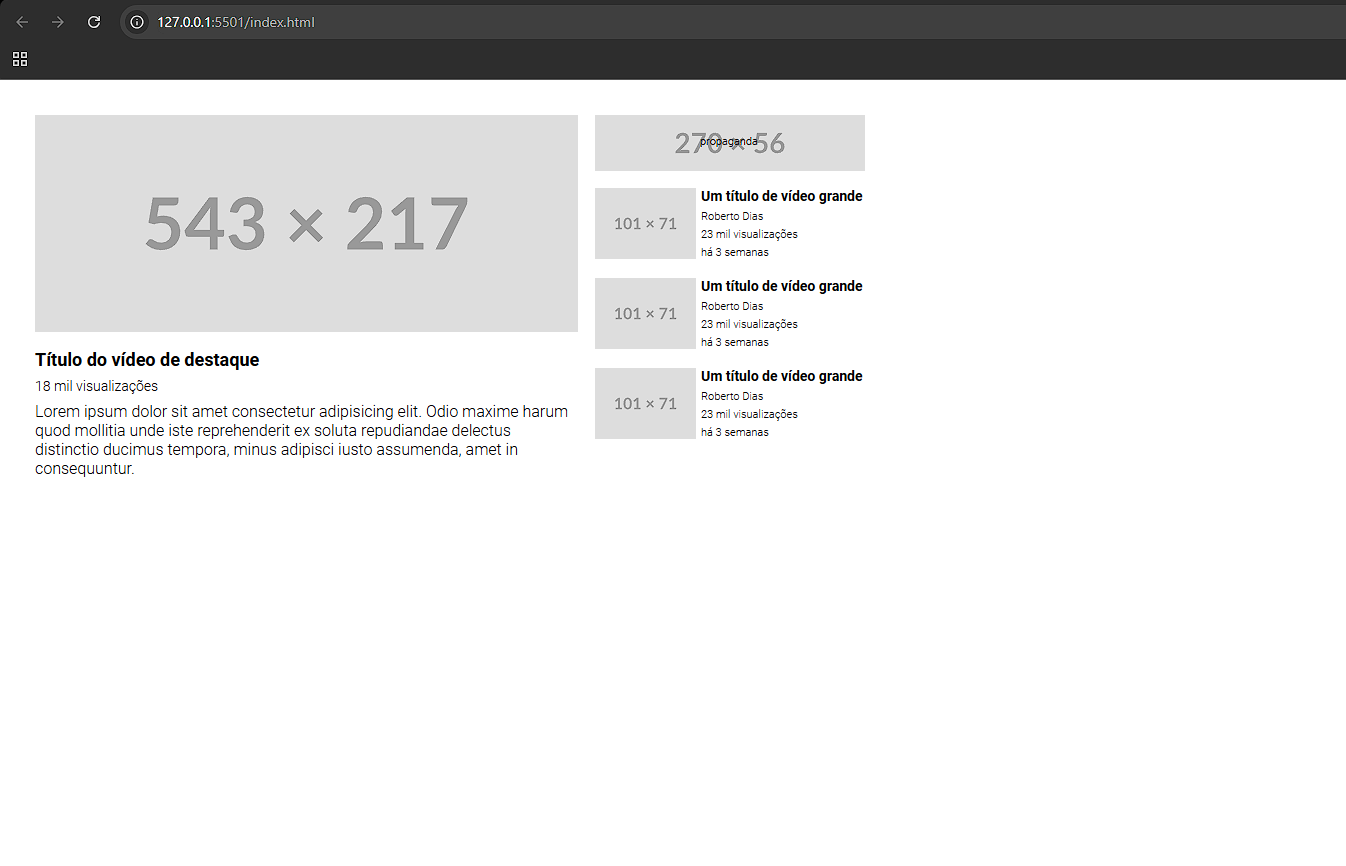 127.0.0.1:5501/index.html
543 × 217
Título do vídeo de destaque
18 mil visualizações
Lorem ipsum dolor sit amet consectetur adipisicing elit. Odio maxime harum
quod mollitia unde iste reprehenderit ex soluta repudiandae delectus
distinctio ducimus tempora, minus adipisci iusto assumenda, amet in
consequuntur.
270 × 56
propaganda
101 × 71
Um título de vídeo grande
Roberto Dias
23 mil visualizações
há 3 semanas
101 × 71
Um título de vídeo grande
Roberto Dias
23 mil visualizações
há 3 semanas
101 × 71
Um título de vídeo grande
Roberto Dias
23 mil visualizações
há 3 semanas